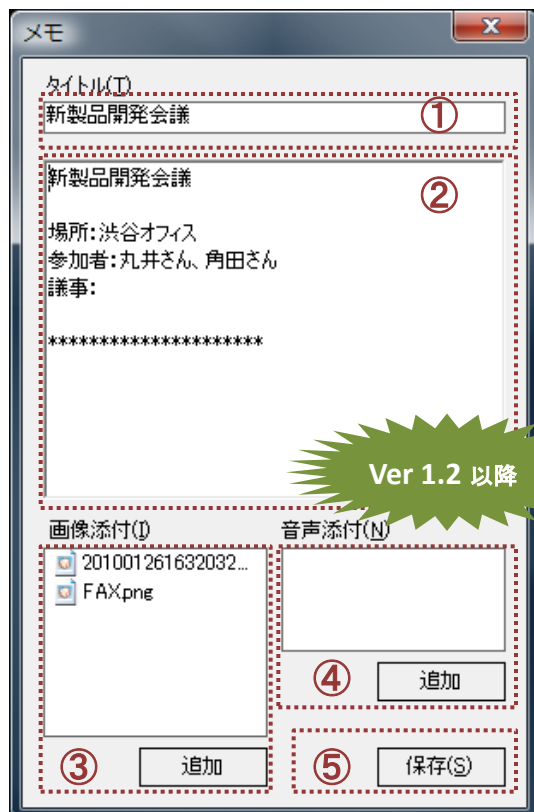 メモ
タイトル(T)
新製品開発会議
①
新製品開発会議
②
場所:渋谷オフィス
参加者:丸井さん、角田さん
議事:
*********************
Ver 1.2 以降
画像添付(I)
201001261632032...
FAX.png
③
追加
音声添付(N)
④
追加
⑤
保存(S)